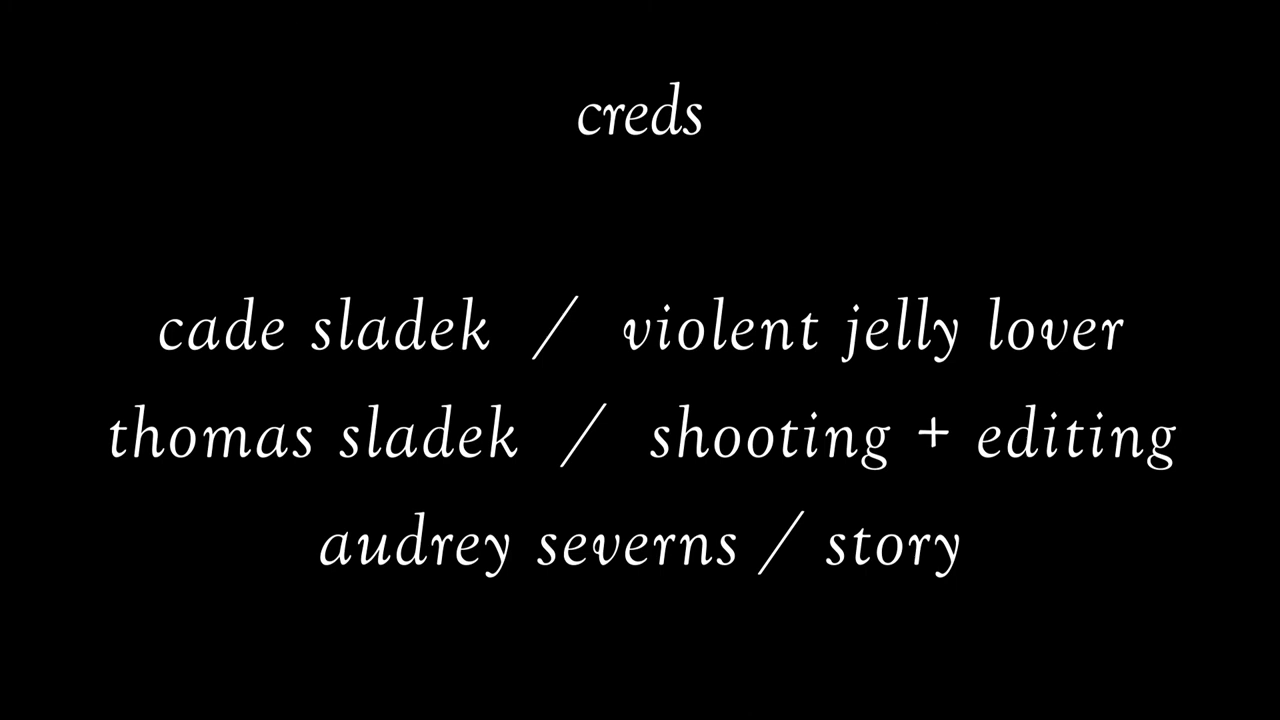 creds
cade sladek / violent jelly lover
thomas sladek / shooting + editing
audrey severns / story